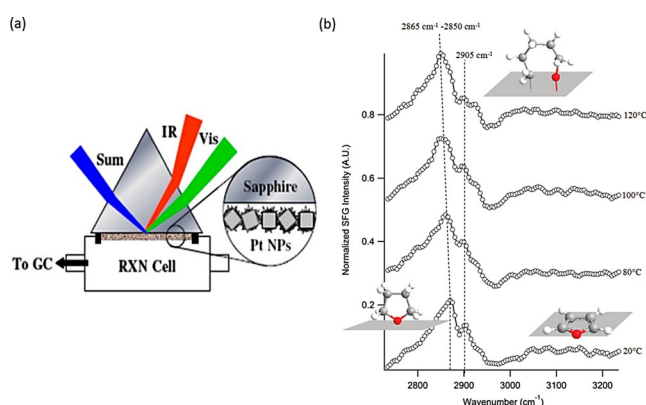 (a)
IR
Vis
Sum
Sapphire
Pt NPs
To GC
RXN Cell
(b)
2865 cm⁻¹ -2850 cm⁻¹
2905 cm⁻¹
Normalized SFG Intensity (A.U.)
0.8
0.6
0.4
0.2
120°C
100°C
80°C
20°C
2800 2900 3000 3100 3200
Wavenumber (cm⁻¹)